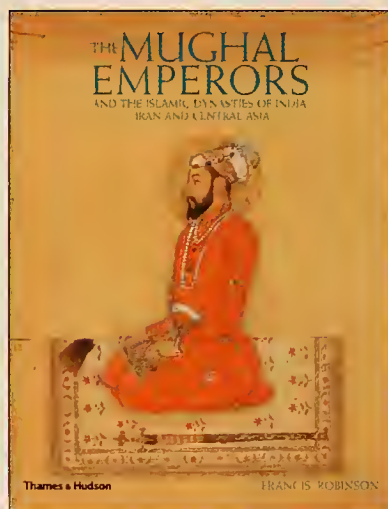 THE MUGHAL
EMPERORS
AND THE ISLAMIC DYNASTIES OF INDIA
IRAN AND CENTRAL ASIA
Thames & Hudson
FRANCIS ROBINSON